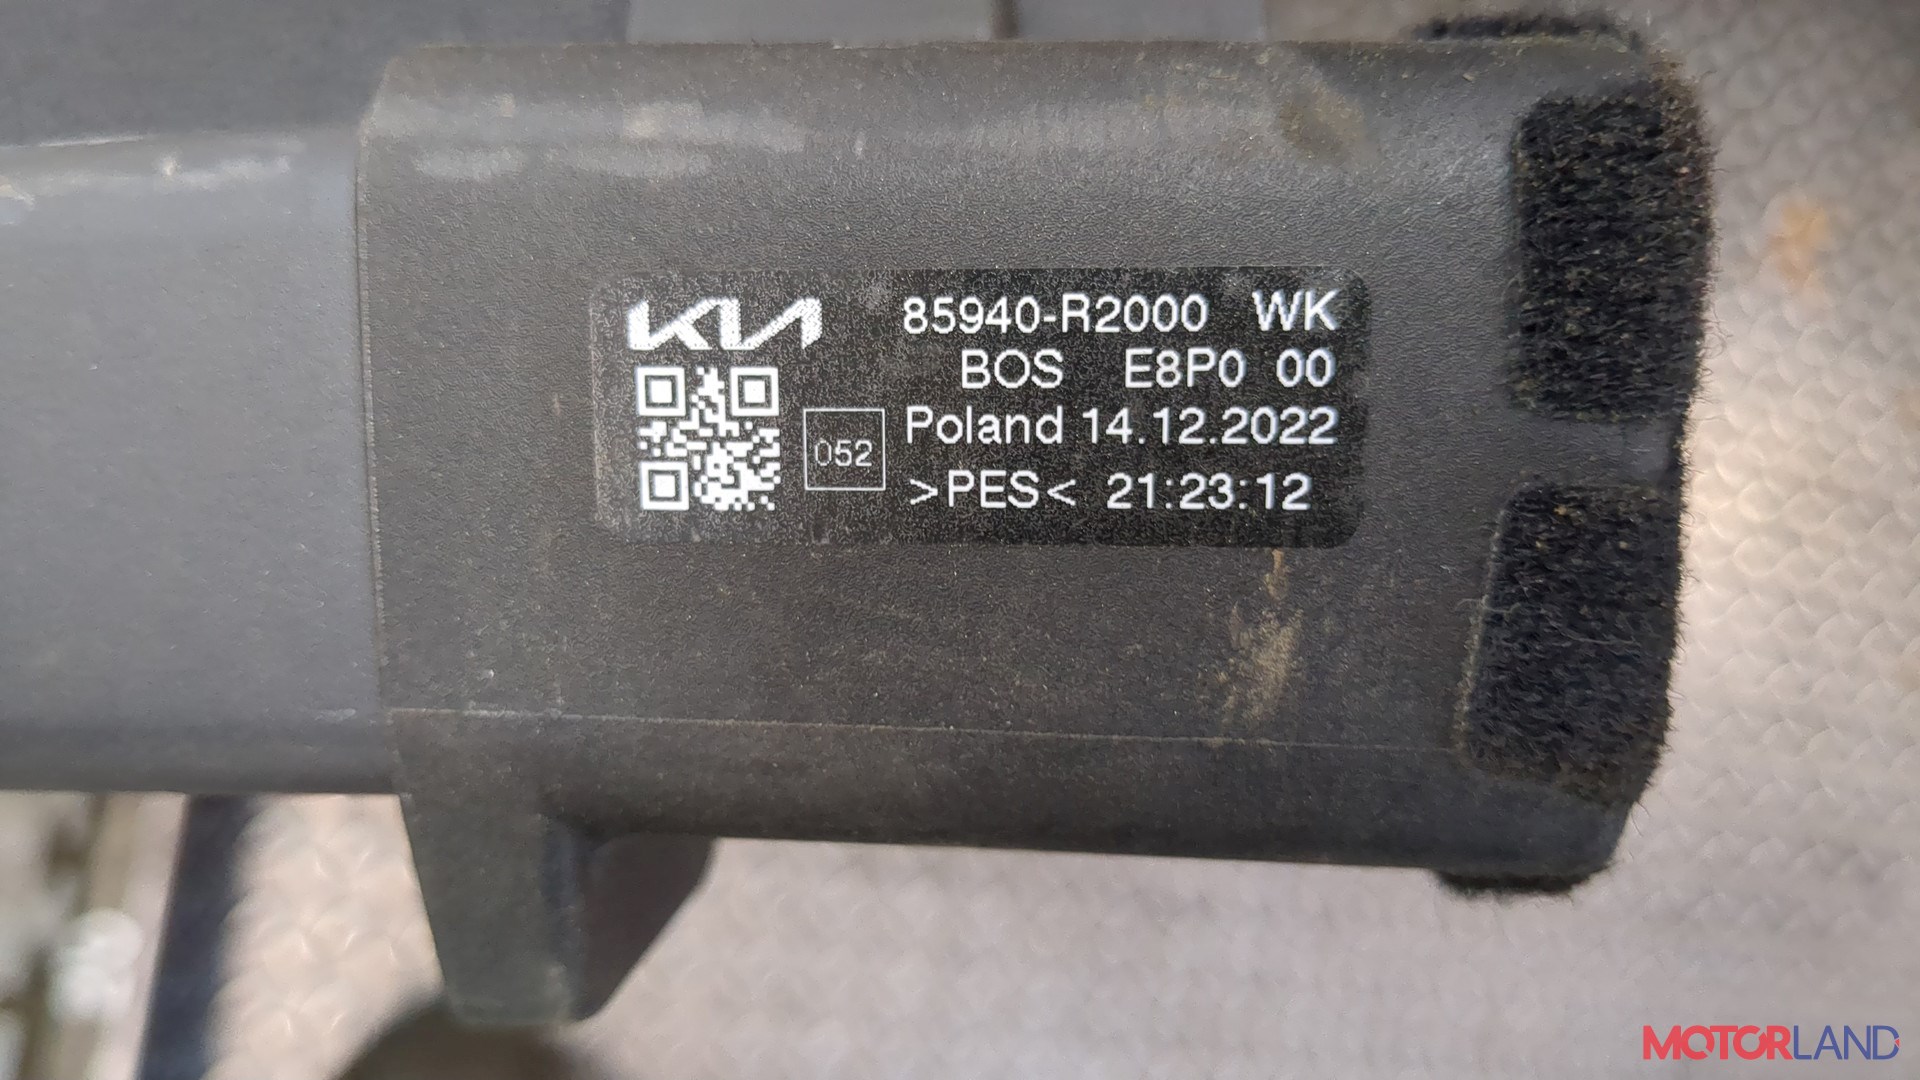 KIA 85940-R2000 WK
BOS E8P0 00
052 Poland 14.12.2022
>PES< 21:23:12
MOTORLAND